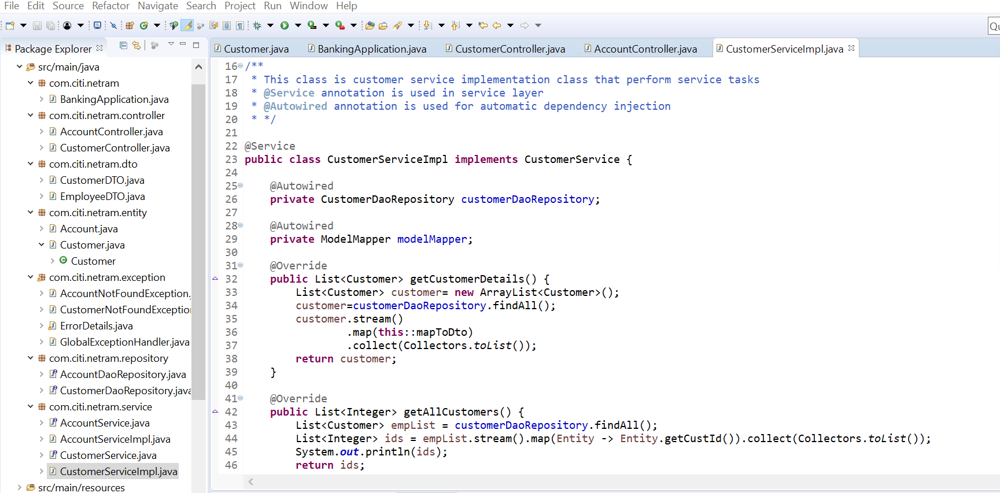 File Edit Source Refactor Navigate Search Project Run Window Help
Package Explorer
src/main/java
com.citi.netram
BankingApplication.java
com.citi.netram.controller
AccountController.java
CustomerController.java
com.citi.netram.dto
CustomerDTO.java
EmployeeDTO.java
com.citi.netram.entity
Account.java
Customer.java
Customer
com.citi.netram.exception
AccountNotFoundException.
CustomerNotFoundException
ErrorDetails.java
GlobalExceptionHandler.java
com.citi.netram.repository
AccountDaoRepository.java
CustomerDaoRepository.java
com.citi.netram.service
AccountService.java
AccountServiceImpl.java
CustomerService.java
CustomerServiceImpl.java
src/main/resources
Customer.java BankingApplication.java CustomerController.java AccountController.java CustomerServiceImpl.java
16 /**
17 * This class is customer service implementation class that perform service tasks
18 * @Service annotation is used in service layer
19 * @Autowired annotation is used for automatic dependency injection
20 * */
21
22 @Service
23 public class CustomerServiceImpl implements CustomerService {
24
25 @Autowired
26 private CustomerDaoRepository customerDaoRepository;
27
28 @Autowired
29 private ModelMapper modelMapper;
30
31 @Override
32 public List<Customer> getCustomerDetails() {
33 List<Customer> customer= new ArrayList<Customer>();
34 customer=customerDaoRepository.findAll();
35 customer.stream()
36 .map(this::mapToDto)
37 .collect(Collectors.toList());
38 return customer;
39 }
40
41 @Override
42 public List<Integer> getAllCustomers() {
43 List<Customer> empList = customerDaoRepository.findAll();
44 List<Integer> ids = empList.stream().map(Entity -> Entity.getCustId()).collect(Collectors.toList());
45 System.out.println(ids);
46 return ids;